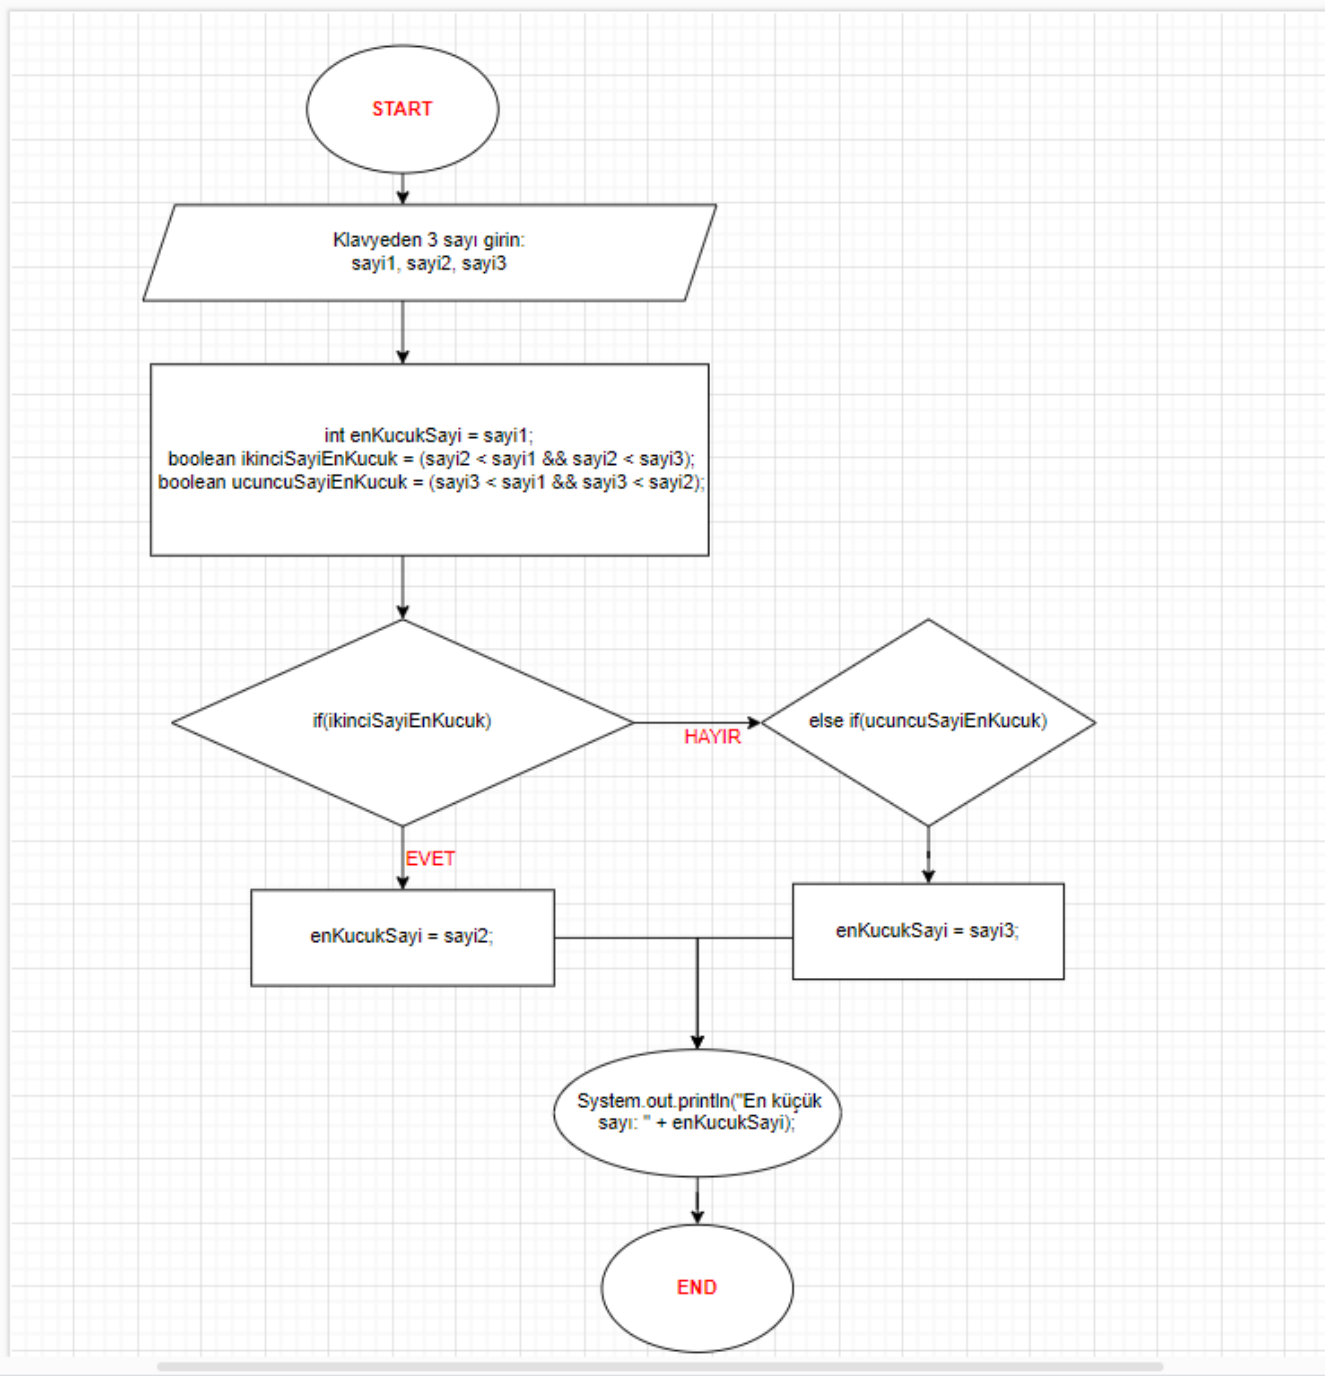 START
Klavyeden 3 sayı girin:
sayi1, sayi2, sayi3
int enKucukSayi = sayi1;
boolean ikinciSayiEnKucuk = (sayi2 < sayi1 && sayi2 < sayi3);
boolean ucuncuSayiEnKucuk = (sayi3 < sayi1 && sayi3 < sayi2);
if(ikinciSayiEnKucuk)
HAYIR
else if(ucuncuSayiEnKucuk)
EVET
enKucukSayi = sayi2;
enKucukSayi = sayi3;
System.out.println("En küçük
sayı: " + enKucukSayi);
END